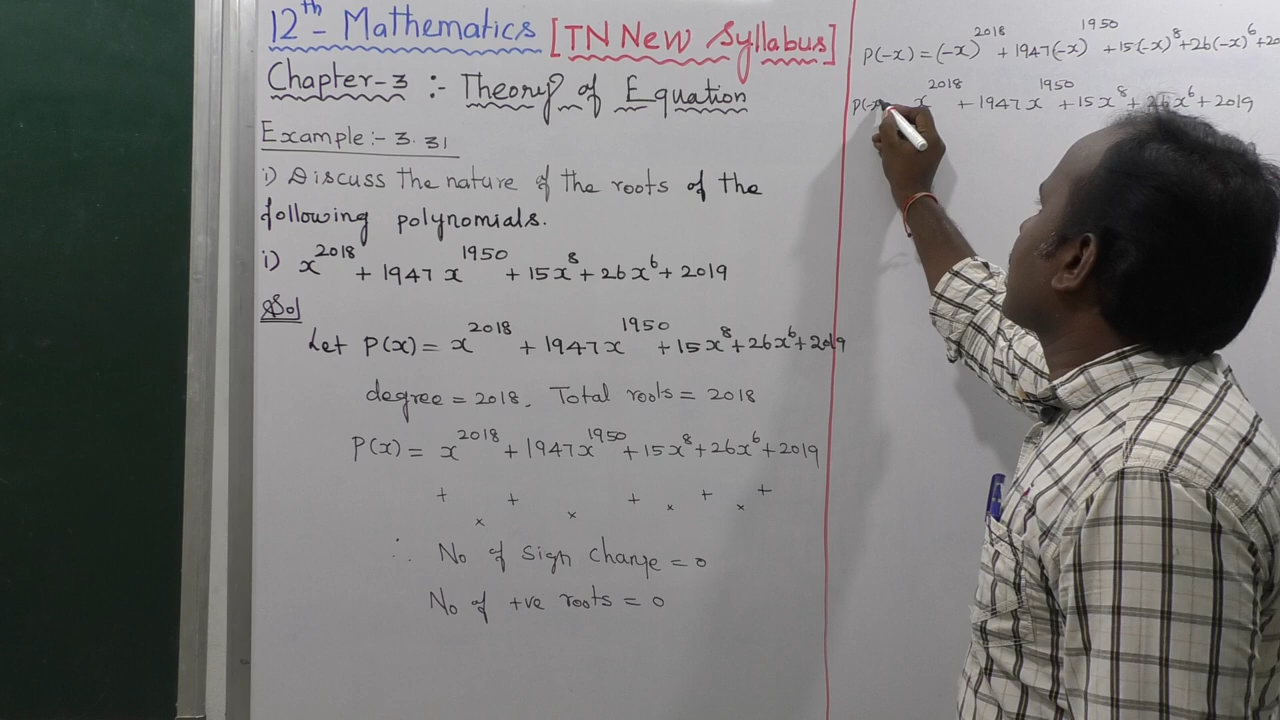 12th - Mathematics [TN New Syllabus]
Chapter-3 :- Theory of Equation
Example:- 3.31
i) Discuss the nature of the roots of the
following polynomials.
i) x^2018 + 1947x^1950 + 15x^8 + 26x^6 + 2019
Sol
Let P(x) = x^2018 + 1947x^1950 + 15x^8 + 26x^6 + 2019
degree = 2018. Total roots = 2018
P(x) = x^2018 + 1947x^1950 + 15x^8 + 26x^6 + 2019
+ + + + +
x x x x
∴ No of sign change = 0
No of +ve roots = 0
P(-x) = (-x)^2018 + 1947(-x)^1950 + 15(-x)^8 + 26(-x)^6 + 20
P(-x x^2018 + 1947x^1950 + 15x^8 + 26x^6 + 2019